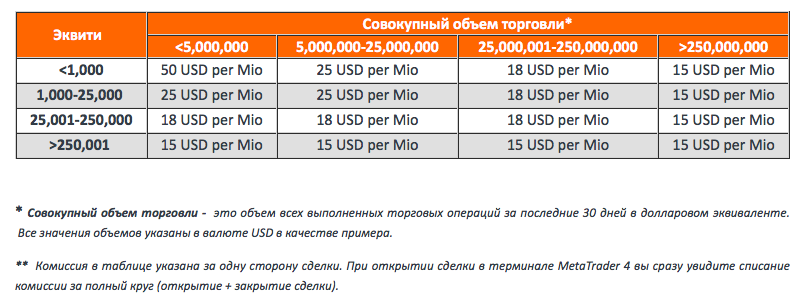 Эквити
Совокупный объем торговли*
<5,000,000 5,000,000-25,000,000 25,000,001-250,000,000 >250,000,000
<1,000 50 USD per Mio 25 USD per Mio 18 USD per Mio 15 USD per Mio
1,000-25,000 25 USD per Mio 25 USD per Mio 18 USD per Mio 15 USD per Mio
25,001-250,000 18 USD per Mio 18 USD per Mio 18 USD per Mio 15 USD per Mio
>250,001 15 USD per Mio 15 USD per Mio 15 USD per Mio 15 USD per Mio
* Совокупный объем торговли - это объем всех выполненных торговых операций за последние 30 дней в долларовом эквиваленте.
Все значения объемов указаны в валюте USD в качестве примера.
** Комиссия в таблице указана за одну сторону сделки. При открытии сделки в терминале MetaTrader 4 вы сразу увидите списание
комиссии за полный круг (открытие + закрытие сделки).